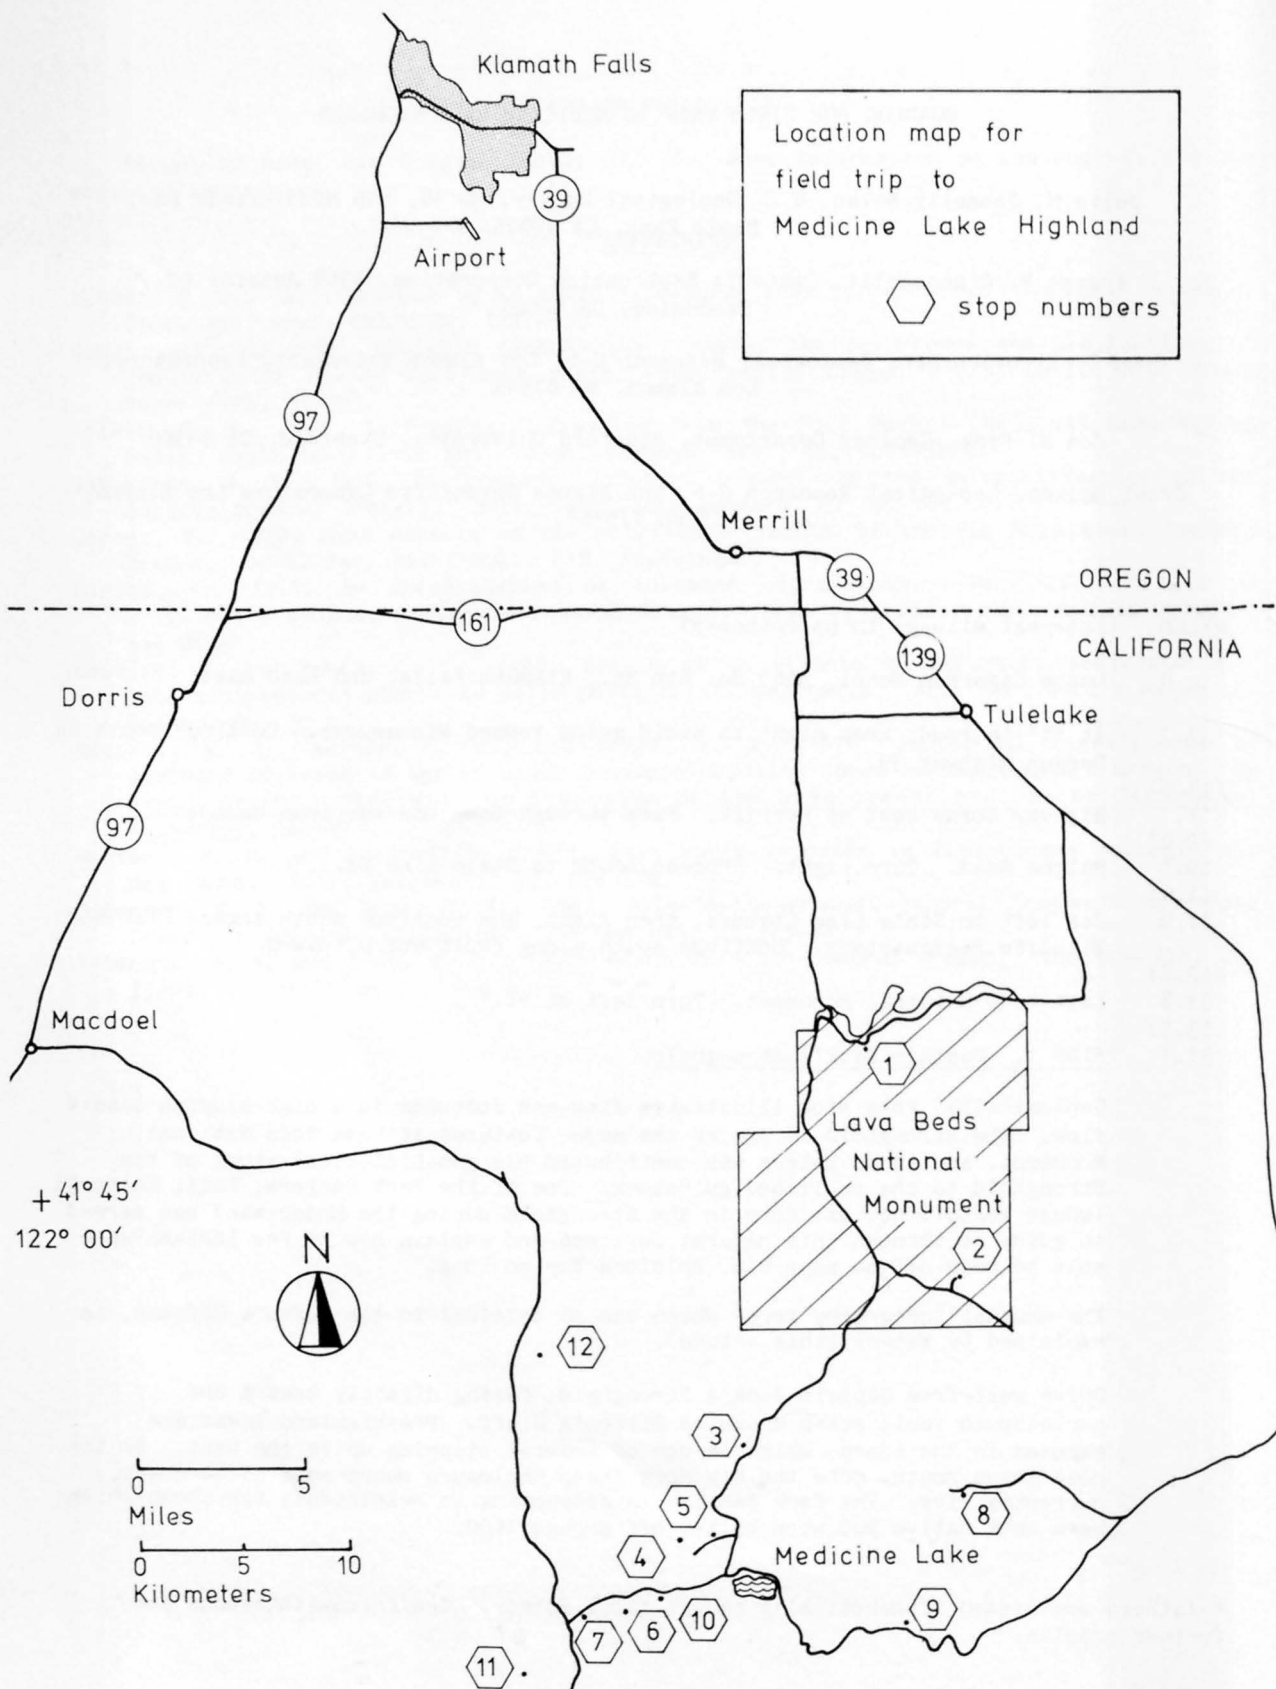 Klamath Falls
Location map for
field trip to
Medicine Lake Highland
stop numbers
39
Airport
97
Merrill
39
OREGON
161
139
CALIFORNIA
Dorris
Tulelake
97
Macdoel
1
Lava Beds
National
Monument
+ 41° 45′
122° 00′
2
N
12
3
0 5
Miles
5
8
4
Medicine Lake
0 5 10
Kilometers
9
10
6
7
11